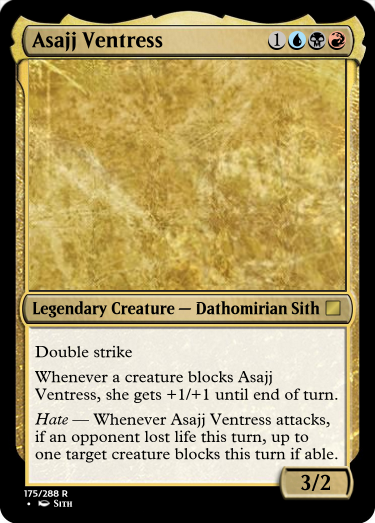 Asajj Ventress 1
Legendary Creature — Dathomirian Sith
Double strike
Whenever a creature blocks Asajj
Ventress, she gets +1/+1 until end of turn.
Hate — Whenever Asajj Ventress attacks,
if an opponent lost life this turn, up to
one target creature blocks this turn if able.
3/2
175/288 R
• Sith